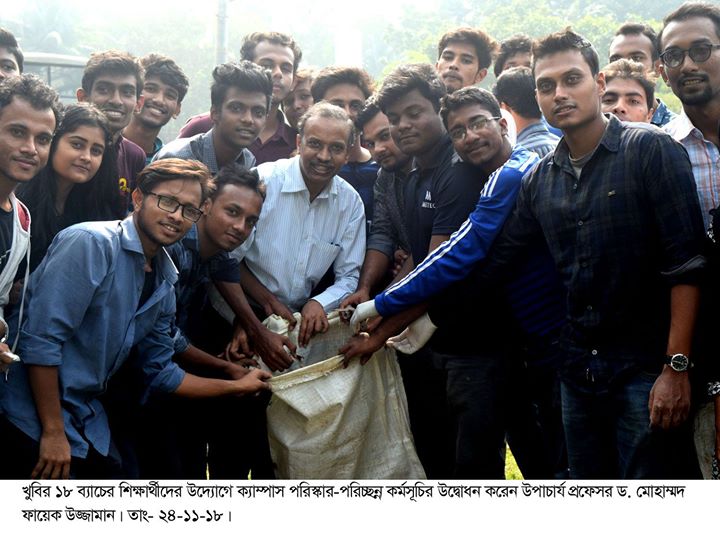 খুবির ১৮ ব্যাচের শিক্ষার্থীদের উদ্যোগে ক্যাম্পাস পরিস্কার-পরিচ্ছন্ন কর্মসূচির উদ্বোধন করেন উপাচার্য প্রফেসর ড. মোহাম্মদ
ফায়েক উজ্জামান। তাং- ২৪-১১-১৮।